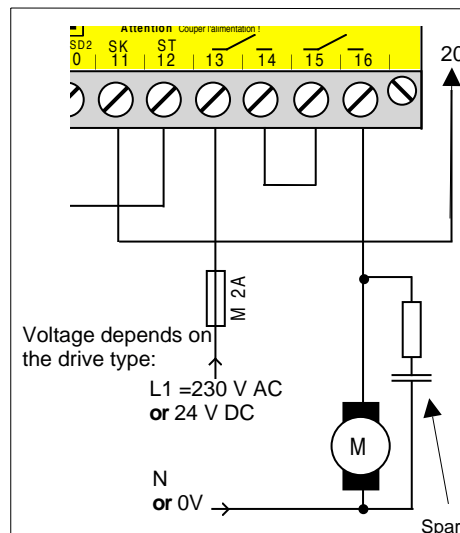 Attention Couper l'alimentation !
SD2 SK ST
0 11 12 13 14 15 16
20
M 2A
Voltage depends on
the drive type:
L1 =230 V AC
or 24 V DC
M
N
or 0V
Spar